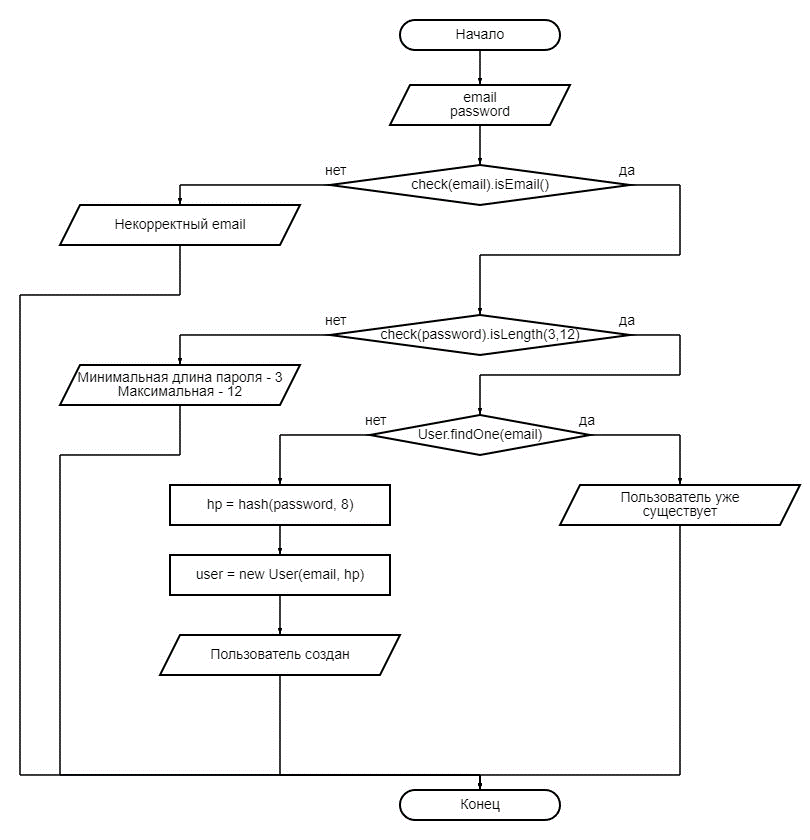 Начало
email
password
нет
да
check(email).isEmail()
Некорректный email
нет
да
check(password).isLength(3,12)
Минимальная длина пароля - 3
Максимальная - 12
нет
да
User.findOne(email)
hp = hash(password, 8)
Пользователь уже
существует
user = new User(email, hp)
Пользователь создан
Конец